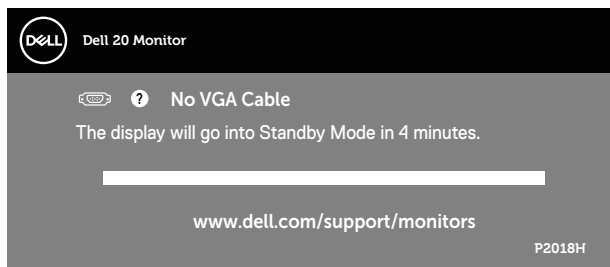 DELL
Dell 20 Monitor
? No VGA Cable
The display will go into Standby Mode in 4 minutes.
www.dell.com/support/monitors
P2018H